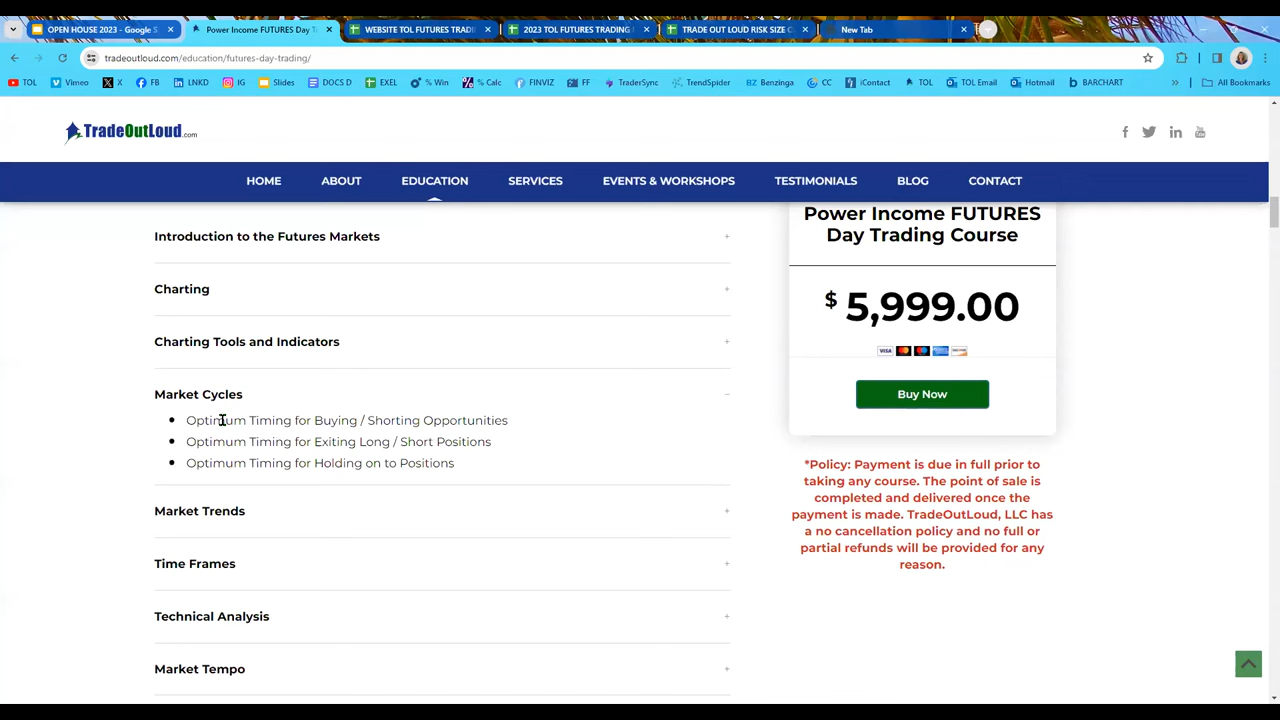 OPEN HOUSE 2023 - Google S
Power Income FUTURES Day T
WEBSITE TOL FUTURES TRADI
2023 TOL FUTURES TRADING
TRADE OUT LOUD RISK SIZE C
New Tab
tradeoutloud.com/education/futures-day-trading/
TOL
Vimeo
X
FB
LNKD
IG
Slides
DOCS D
EXEL
% Win
% Calc
FINVIZ
FF
TraderSync
TrendSpider
Benzinga
CC
iContact
TOL
TOL Email
Hotmail
BARCHART
»
All Bookmarks
TradeOutLoud.com
HOME
ABOUT
EDUCATION
SERVICES
EVENTS & WORKSHOPS
TESTIMONIALS
BLOG
CONTACT
Introduction to the Futures Markets
+
Charting
+
Charting Tools and Indicators
+
Market Cycles
−
• Optimum Timing for Buying / Shorting Opportunities
• Optimum Timing for Exiting Long / Short Positions
• Optimum Timing for Holding on to Positions
Market Trends
+
Time Frames
+
Technical Analysis
+
Market Tempo
+
Power Income FUTURES
Day Trading Course
$ 5,999.00
VISA
Buy Now
*Policy: Payment is due in full prior to
taking any course. The point of sale is
completed and delivered once the
payment is made. TradeOutLoud, LLC has
a no cancellation policy and no full or
partial refunds will be provided for any
reason.